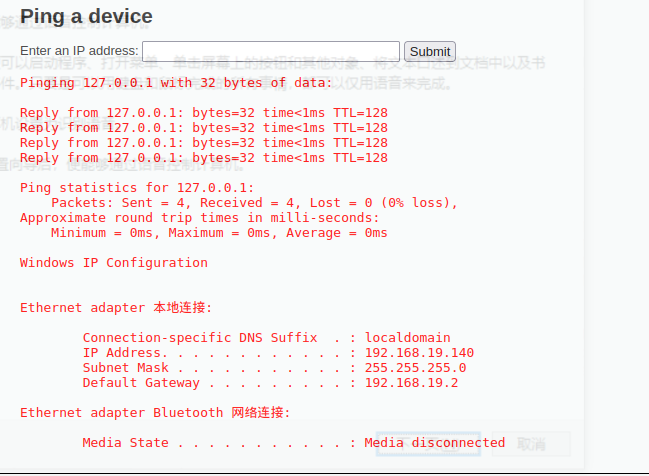 Ping a device
Enter an IP address: Submit
Pinging 127.0.0.1 with 32 bytes of data:
Reply from 127.0.0.1: bytes=32 time<1ms TTL=128
Reply from 127.0.0.1: bytes=32 time<1ms TTL=128
Reply from 127.0.0.1: bytes=32 time<1ms TTL=128
Reply from 127.0.0.1: bytes=32 time<1ms TTL=128
Ping statistics for 127.0.0.1:
Packets: Sent = 4, Received = 4, Lost = 0 (0% loss),
Approximate round trip times in milli-seconds:
Minimum = 0ms, Maximum = 0ms, Average = 0ms
Windows IP Configuration
Ethernet adapter 本地连接:
Connection-specific DNS Suffix . : localdomain
IP Address. . . . . . . . . . . . : 192.168.19.140
Subnet Mask . . . . . . . . . . . : 255.255.255.0
Default Gateway . . . . . . . . . : 192.168.19.2
Ethernet adapter Bluetooth 网络连接:
Media State . . . . . . . . . . . : Media disconnected
取消